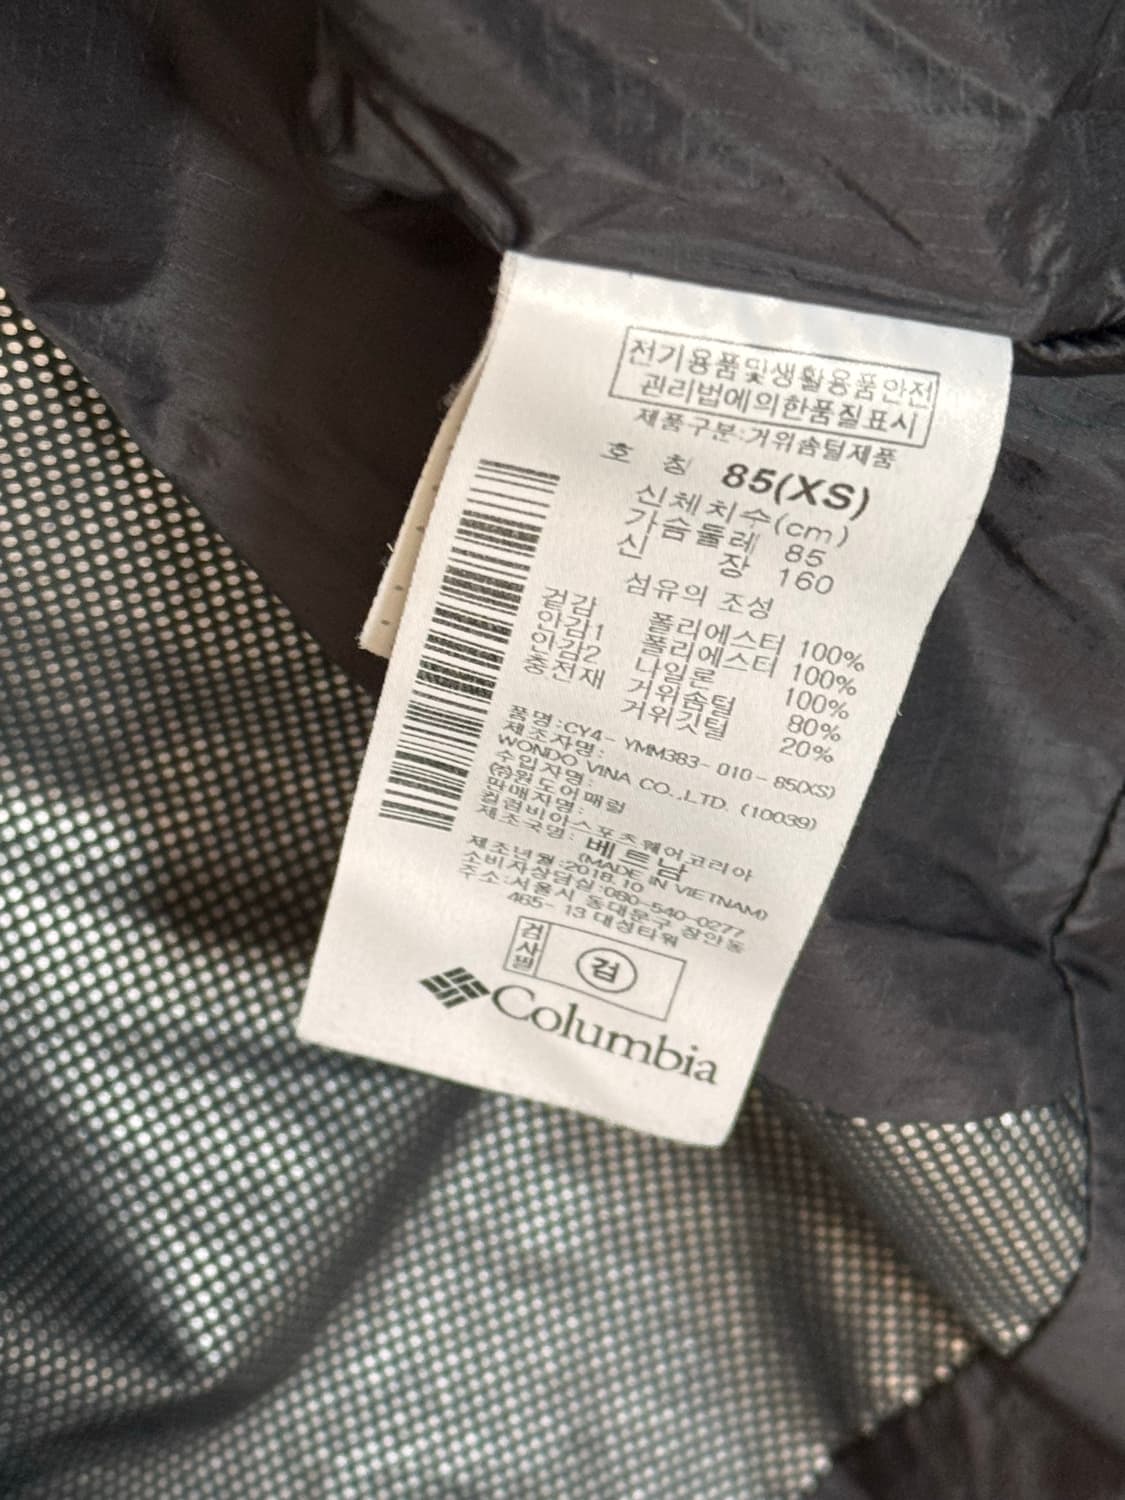 전기용품및생활용품안전
관리법에의한품질표시
제품구분:거위솜털제품
호 칭 85(XS)
신체치수(cm)
가슴둘레 85
신 장 160
섬유의 조성
겉감 폴리에스터 100%
안감1 폴리에스터 100%
안감2 나일론 100%
충전재 거위솜털 80%
거위깃털 20%
품명:CY4-YMM383-010-85(XS)
제조자명:
WONDO VINA CO.,LTD. (10039)
수입자명:
(주)원도어패럴
판매자명:
컬럼비아스포츠웨어코리아
제조국명: 베트남
(MADE IN VIETNAM)
제조년월:2018.10
소비자상담실:080-540-0277
주소:서울시 동대문구 장안동
465-13 대성타워
검사필 검
Columbia